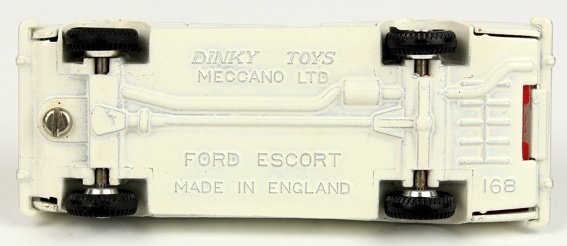 DINKY TOYS
MECCANO LTD
FORD ESCORT
MADE IN ENGLAND
168